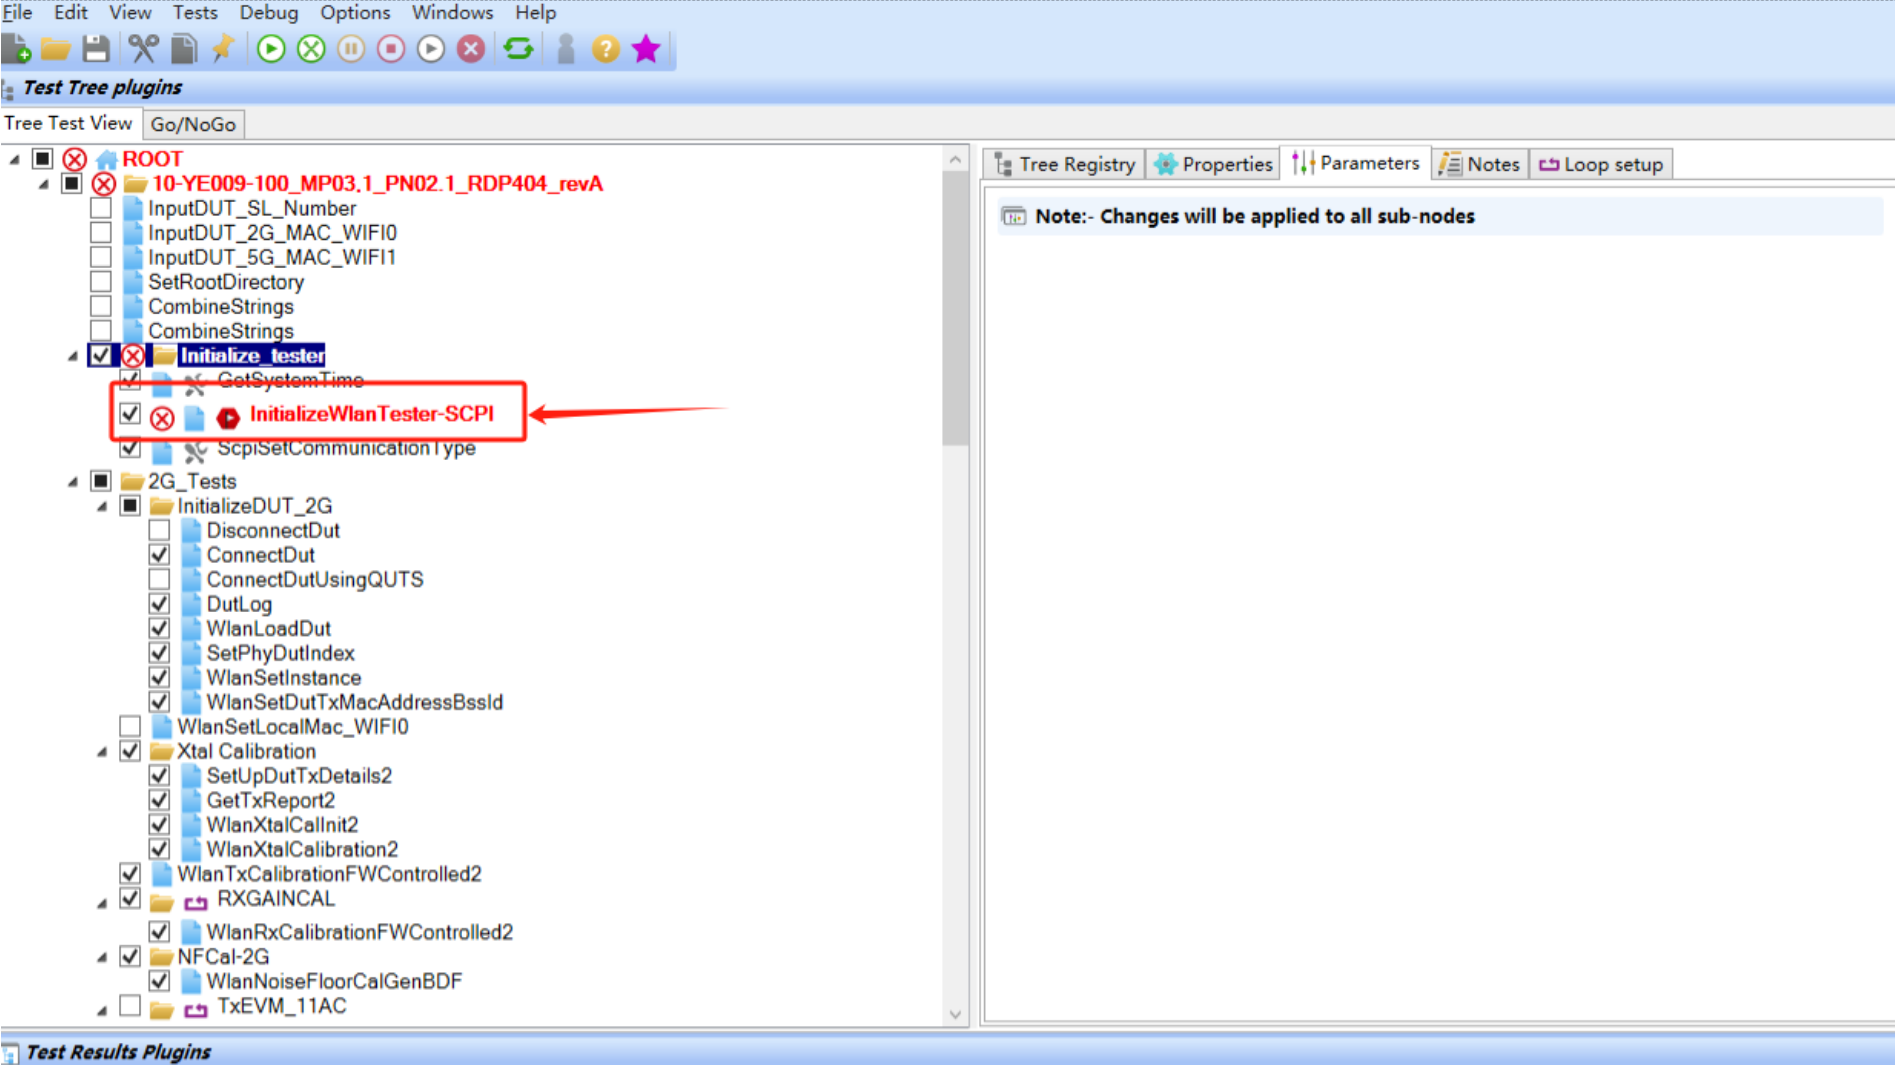 File Edit View Tests Debug Options Windows Help
Test Tree plugins
Tree Test View Go/NoGo
ROOT
10-YE009-100_MP03.1_PN02.1_RDP404_revA
InputDUT_SL_Number
InputDUT_2G_MAC_WIFI0
InputDUT_5G_MAC_WIFI1
SetRootDirectory
CombineStrings
CombineStrings
Initialize_tester
GetSystemTime
InitializeWlanTester-SCPI
ScpiSetCommunicationType
2G_Tests
InitializeDUT_2G
DisconnectDut
ConnectDut
ConnectDutUsingQUTS
DutLog
WlanLoadDut
SetPhyDutIndex
WlanSetInstance
WlanSetDutTxMacAddressBssId
WlanSetLocalMac_WIFI0
Xtal Calibration
SetUpDutTxDetails2
GetTxReport2
WlanXtalCalInit2
WlanXtalCalibration2
WlanTxCalibrationFWControlled2
RXGAINCAL
WlanRxCalibrationFWControlled2
NFCal-2G
WlanNoiseFloorCalGenBDF
TxEVM_11AC
Tree Registry Properties Parameters Notes Loop setup
Note:- Changes will be applied to all sub-nodes
Test Results Plugins